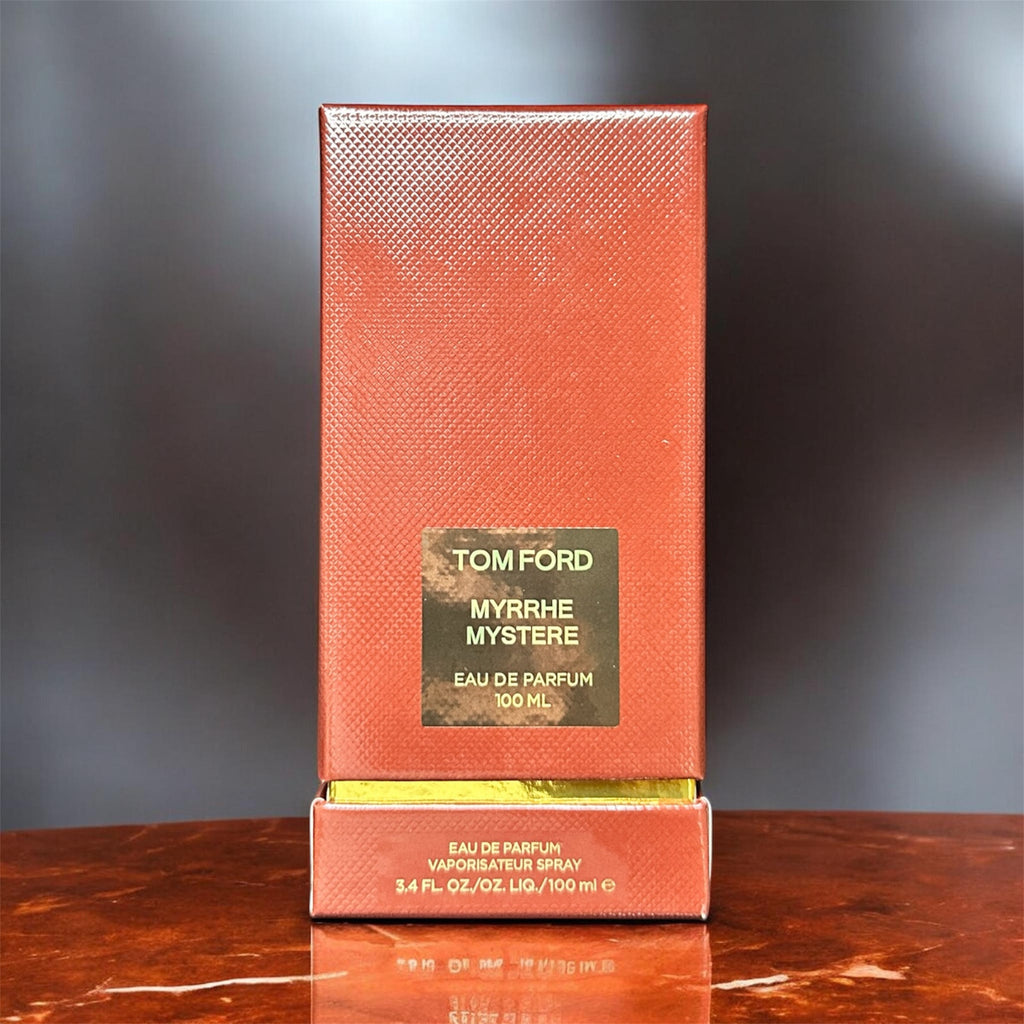 TOM FORD
MYRRHE
MYSTERE
EAU DE PARFUM
100 ML
EAU DE PARFUM
VAPORISATEUR SPRAY
3.4 FL. OZ./OZ. LIQ./100 ml ℮